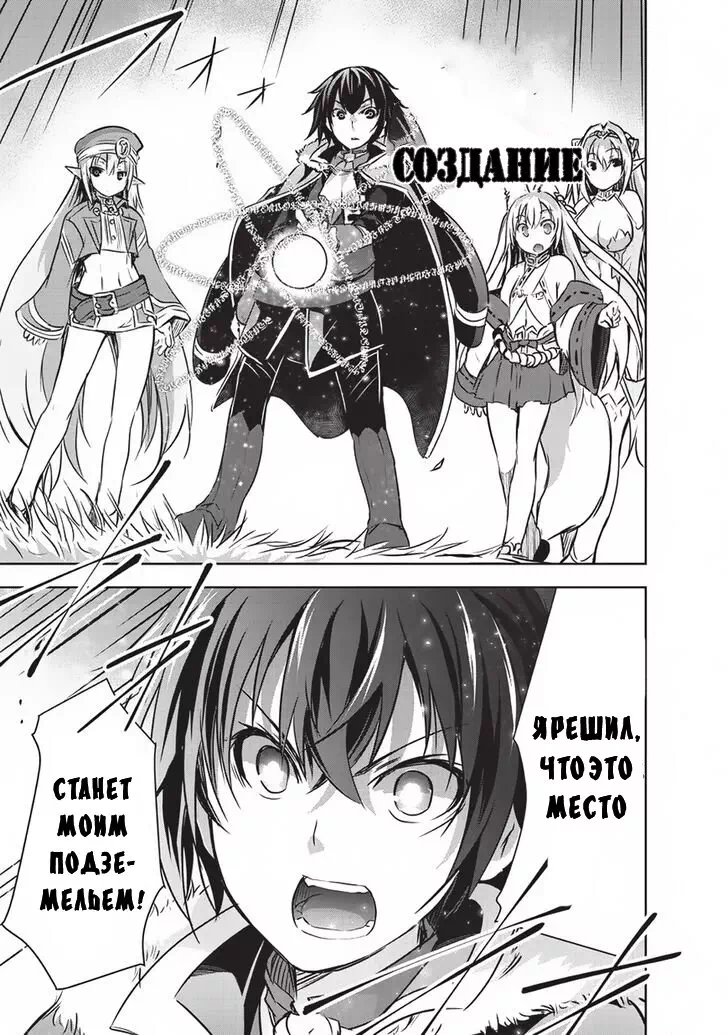 СОЗДАНИЕ
Я РЕШИЛ,
ЧТО ЭТО
МЕСТО
СТАНЕТ
МОИМ
ПОДЗЕ-
МЕЛЬЕМ!